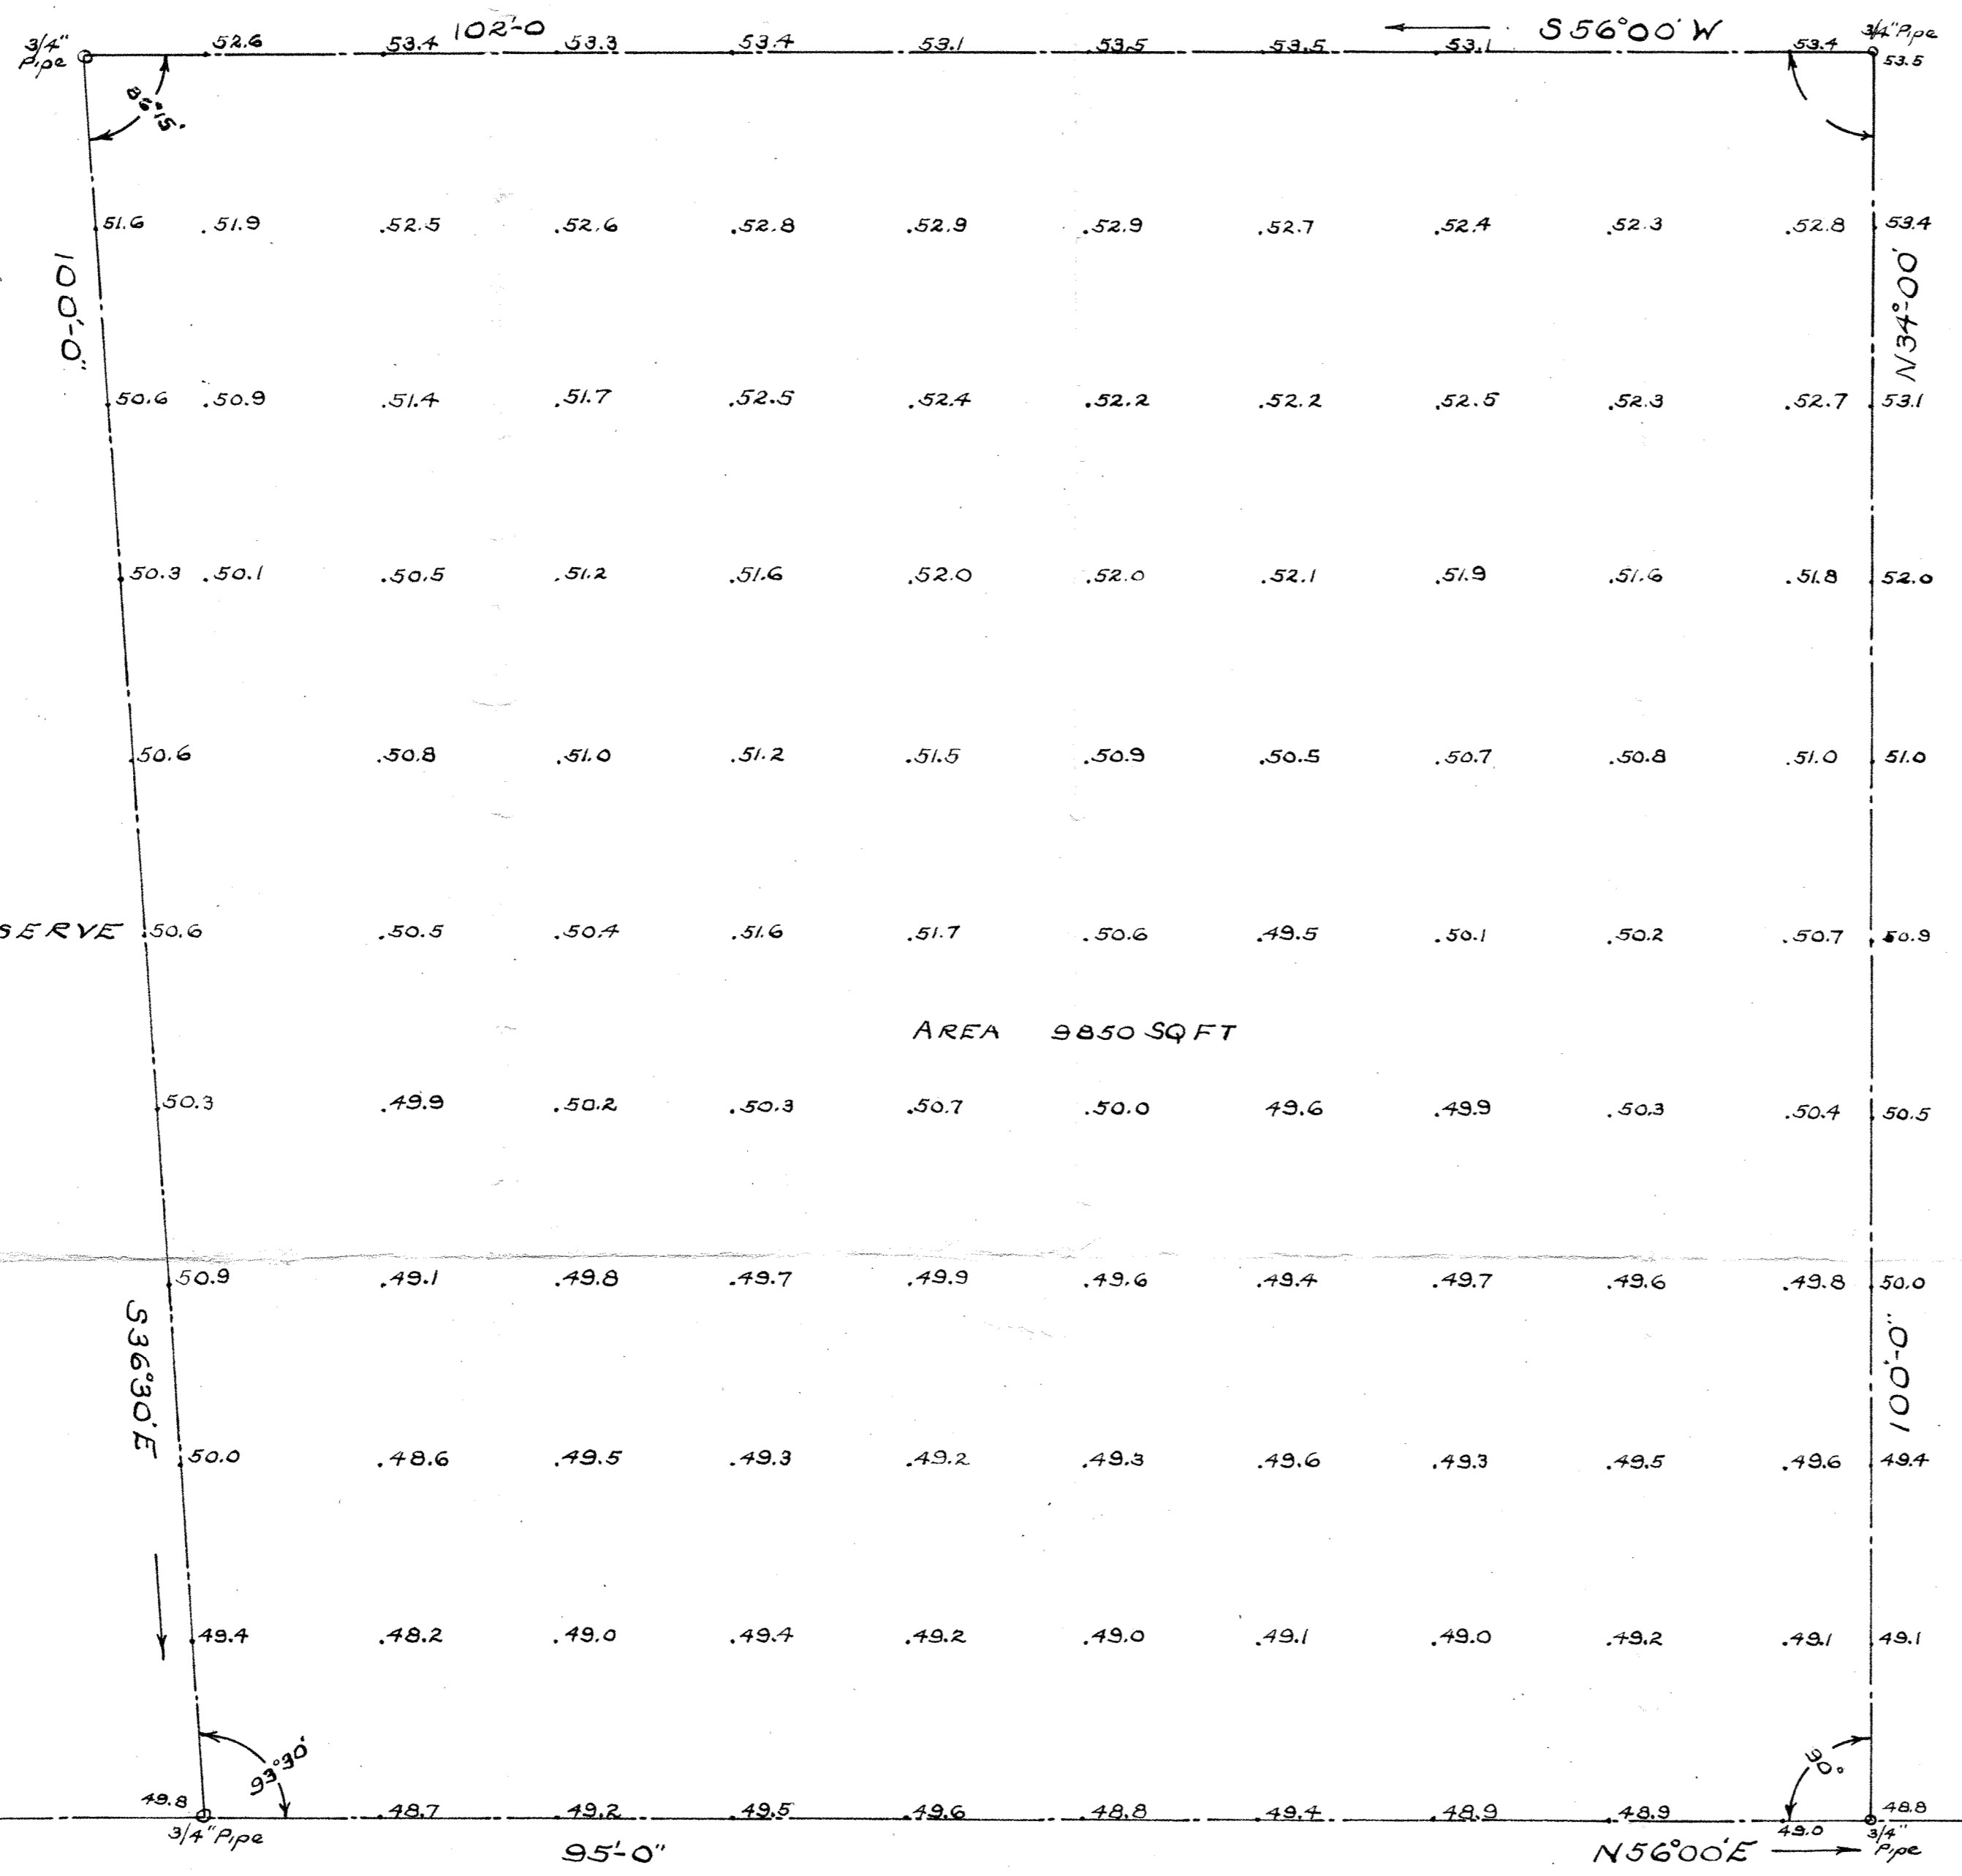 102'-0
S56°00'W
3/4"
Pipe
52.6 53.4 53.3 53.4 53.1 53.5 53.5 53.1 53.4
3/4" Pipe
53.5
86°-15'
51.6 .51.9 .52.5 .52.6 .52.8 .52.9 .52.9 .52.7 .52.4 .52.3 .52.8 53.4
100'-0"
N34°-00'
50.6 .50.9 .51.4 .51.7 .52.5 .52.4 .52.2 .52.2 .52.5 .52.3 .52.7 53.1
50.3 .50.1 .50.5 .51.2 .51.6 .52.0 .52.0 .52.1 .51.9 .51.6 .51.8 52.0
50.6 .50.8 .51.0 .51.2 .51.5 .50.9 .50.5 .50.7 .50.8 .51.0 51.0
SERVE 50.6 .50.5 .50.4 .51.6 .51.7 .50.6 .49.5 .50.1 .50.2 .50.7 50.9
AREA 9850 SQ FT
50.3 .49.9 .50.2 .50.3 .50.7 .50.0 49.6 .49.9 .50.3 .50.4 50.5
50.9 .49.1 .49.8 .49.7 .49.9 .49.6 .49.4 .49.7 .49.6 .49.8 50.0
S36°30'E
100'-0"
50.0 .48.6 .49.5 .49.3 .49.2 .49.3 .49.6 .49.3 .49.5 .49.6 49.4
49.4 .48.2 .49.0 .49.4 .49.2 .49.0 .49.1 .49.0 .49.2 .49.1 49.1
93°30'
90°
49.8 48.7 49.2 49.5 49.6 48.8 49.4 48.9 48.9 49.0 48.8
3/4" Pipe
3/4"
Pipe
95'-0"
N56°00'E